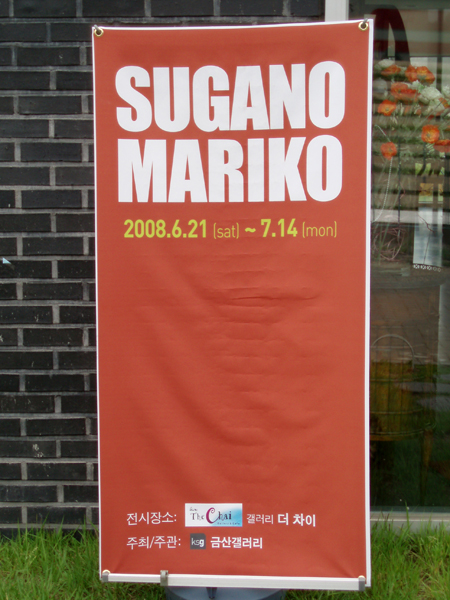 SUGANO
MARIKO
2008.6.21 (sat) ~ 7.14 (mon)
전시장소: The Chai 갤러리 더 차이
주최/주관: ksg 금산갤러리